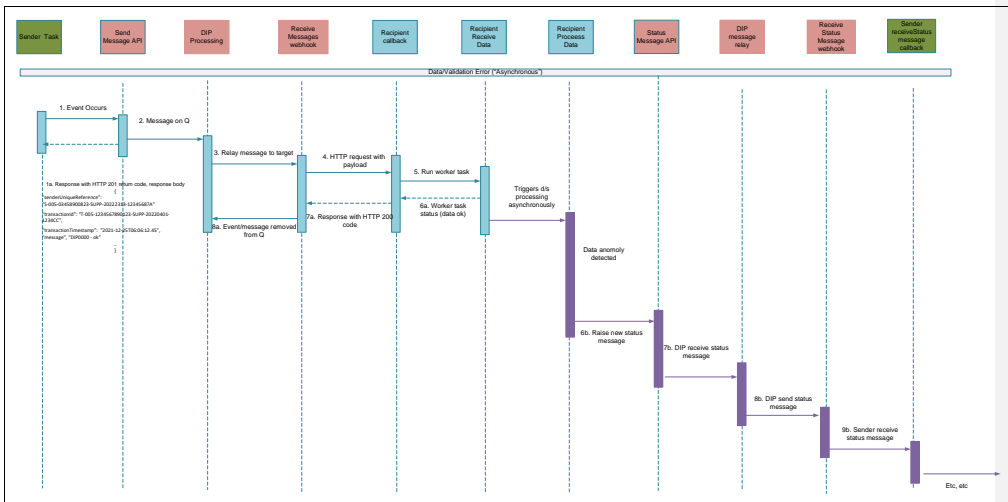 Sender Task
Send
Message API
DIP
Processing
Receive
Messages
webhook
Recipient
callback
Recipient
Receive
Data
Recipient
Process
Data
Status
Message API
DIP
message
relay
Receive
Status
Message
webhook
Sender
receiveStatus
message
callback
Data/Validation Error ("Asynchronous")
1. Event Occurs
2. Message on Q
3. Relay message to target
4. HTTP request with
payload
5. Run worker task
1a. Response with HTTP 201 return code, response body
{
"senderUniqueReference":
"transactionId":
"transactionTimestamp": "2021-12-25T06:06:12.45",
"message", "DIP0000 - ok"
}
6a. Worker task
status (data ok)
7a. Response with HTTP 200
code
8a. Event/message removed
from Q
Triggers d/s
processing
asynchronously
Data anomoly
detected
6b. Raise new status
message
7b. DIP receive status
message
8b. DIP send status
message
9b. Sender receive
status message
Etc, etc